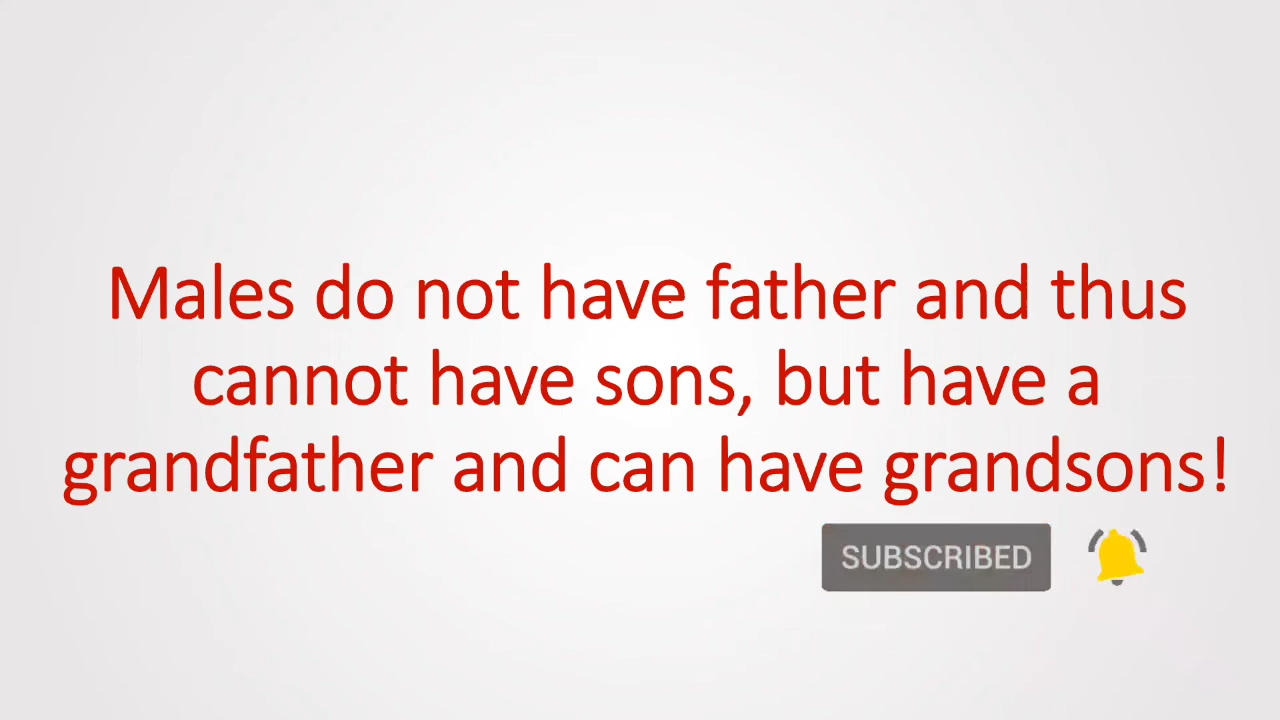 Males do not have father and thus
cannot have sons, but have a
grandfather and can have grandsons!
SUBSCRIBED